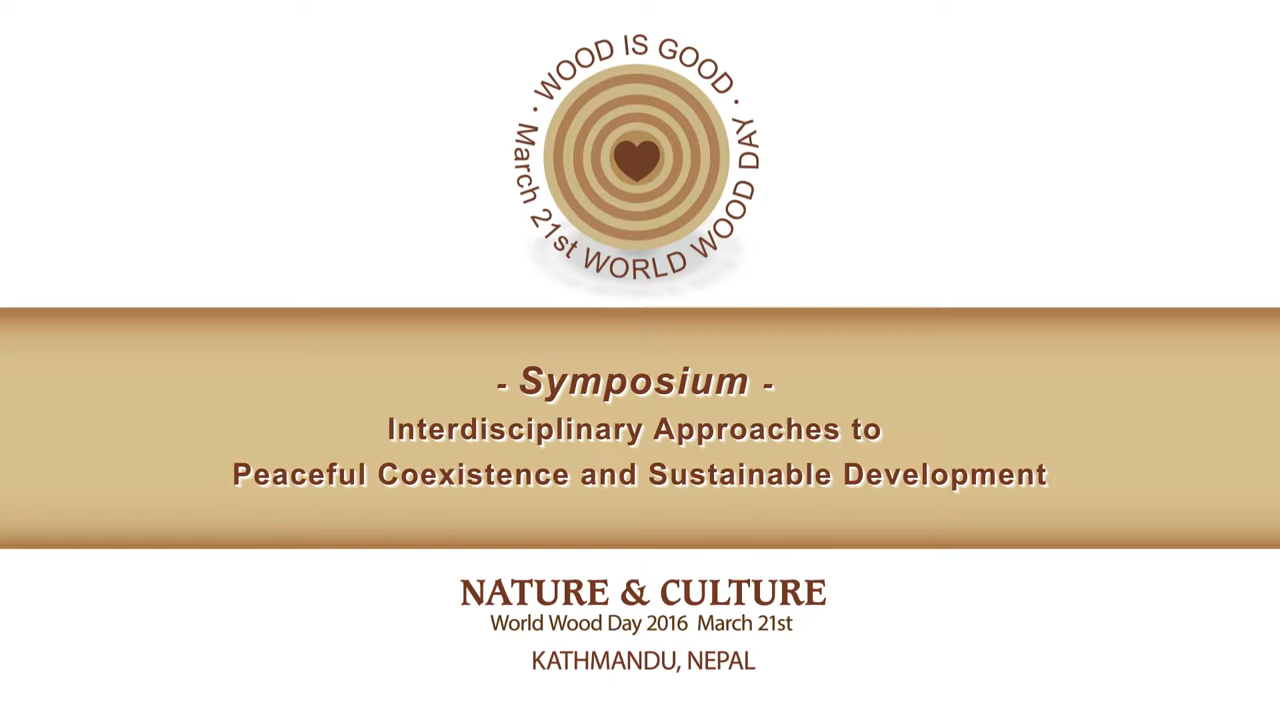 · WOOD IS GOOD ·
March 21st WORLD WOOD DAY
- Symposium -
Interdisciplinary Approaches to
Peaceful Coexistence and Sustainable Development
NATURE & CULTURE
World Wood Day 2016 March 21st
KATHMANDU, NEPAL